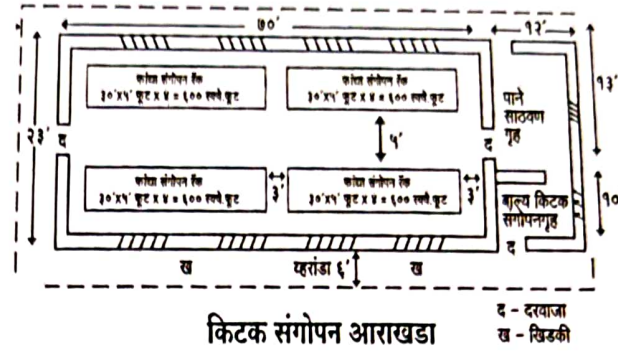 ७०'
१२'
फांद्या संगोपन रॅक
३०'x५' फूट x ४ = ६०० स्क्वे.फूट
फांद्या संगोपन रॅक
३०'x५' फूट x ४ = ६०० स्क्वे.फूट
पाने
साठवण
गृह
१३'
२३'
द
५'
द
फांद्या संगोपन रॅक
३०'x५' फूट x ४ = ६०० स्क्वे.फूट
३'
फांद्या संगोपन रॅक
३०'x५' फूट x ४ = ६०० स्क्वे.फूट
३'
बाल्य किटक
संगोपनगृह
१०
द
ख
व्हरांडा ६'
ख
किटक संगोपन आराखडा
द - दरवाजा
ख - खिडकी